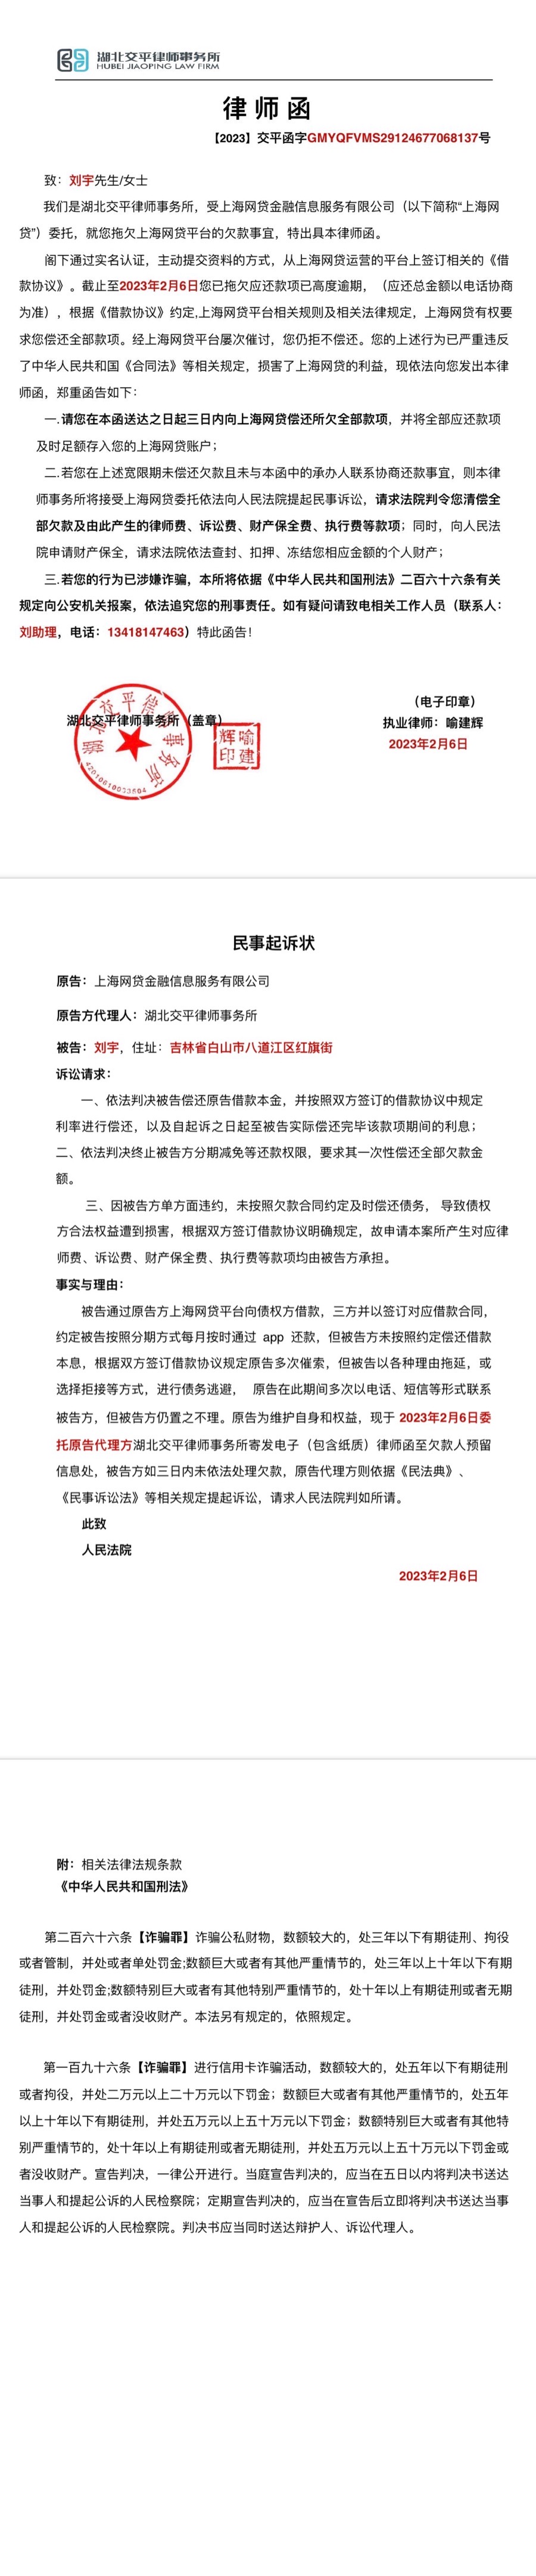 湖北交平律师事务所
HUBEI JIAOPING LAW FIRM
律师函
【2023】交平函字GMYQFVMS29124677068137号
致：刘宇先生/女士
我们是湖北交平律师事务所，受上海网贷金融信息服务有限公司（以下简称“上海网
贷”）委托，就您拖欠上海网贷平台的欠款事宜，特出具本律师函。
阁下通过实名认证，主动提交资料的方式，从上海网贷运营的平台上签订相关的《借
款协议》。截止至2023年2月6日您已拖欠应还款项已高度逾期，（应还总金额以电话协商
为准），根据《借款协议》约定,上海网贷平台相关规则及相关法律规定，上海网贷有权要
求您偿还全部款项。经上海网贷平台屡次催讨，您仍拒不偿还。您的上述行为已严重违反
了中华人民共和国《合同法》等相关规定，损害了上海网贷的利益，现依法向您发出本律
师函，郑重函告如下：
一.请您在本函送达之日起三日内向上海网贷偿还所欠全部款项，并将全部应还款项
及时足额存入您的上海网贷账户；
二.若您在上述宽限期未偿还欠款且未与本函中的承办人联系协商还款事宜，则本律
师事务所将接受上海网贷委托依法向人民法院提起民事诉讼，请求法院判令您清偿全
部欠款及由此产生的律师费、诉讼费、财产保全费、执行费等款项；同时，向人民法
院申请财产保全，请求法院依法查封、扣押、冻结您相应金额的个人财产；
三.若您的行为已涉嫌诈骗，本所将依据《中华人民共和国刑法》二百六十六条有关
规定向公安机关报案，依法追究您的刑事责任。如有疑问请致电相关工作人员（联系人：
刘助理，电话：13418147463）特此函告！
湖北交平律师事务所（盖章）
湖北交平律师事务所
42010610033504
辉喻
印建
（电子印章）
执业律师：喻建辉
2023年2月6日
民事起诉状
原告：上海网贷金融信息服务有限公司
原告方代理人：湖北交平律师事务所
被告：刘宇，住址：吉林省白山市八道江区红旗街
诉讼请求：
一、依法判决被告偿还原告借款本金，并按照双方签订的借款协议中规定
利率进行偿还，以及自起诉之日起至被告实际偿还完毕该款项期间的利息；
二、依法判决终止被告方分期减免等还款权限，要求其一次性偿还全部欠款金
额。
三、因被告方单方面违约，未按照欠款合同约定及时偿还债务， 导致债权
方合法权益遭到损害，根据双方签订借款协议明确规定，故申请本案所产生对应律
师费、诉讼费、财产保全费、执行费等款项均由被告方承担。
事实与理由：
被告通过原告方上海网贷平台向债权方借款，三方并以签订对应借款合同，
约定被告按照分期方式每月按时通过 app 还款，但被告方未按照约定偿还借款
本息，根据双方签订借款协议规定原告多次催索，但被告以各种理由拖延，或
选择拒接等方式，进行债务逃避， 原告在此期间多次以电话、短信等形式联系
被告方，但被告方仍置之不理。原告为维护自身和权益，现于 2023年2月6日委
托原告代理方湖北交平律师事务所寄发电子（包含纸质）律师函至欠款人预留
信息处，被告方如三日内未依法处理欠款，原告代理方则依据《民法典》、
《民事诉讼法》等相关规定提起诉讼，请求人民法院判如所请。
此致
人民法院
2023年2月6日
附：相关法律法规条款
《中华人民共和国刑法》
第二百六十六条【诈骗罪】诈骗公私财物，数额较大的，处三年以下有期徒刑、拘役
或者管制，并处或者单处罚金;数额巨大或者有其他严重情节的，处三年以上十年以下有期
徒刑，并处罚金;数额特别巨大或者有其他特别严重情节的，处十年以上有期徒刑或者无期
徒刑，并处罚金或者没收财产。本法另有规定的，依照规定。
第一百九十六条【诈骗罪】进行信用卡诈骗活动，数额较大的，处五年以下有期徒刑
或者拘役，并处二万元以上二十万元以下罚金；数额巨大或者有其他严重情节的，处五年
以上十年以下有期徒刑，并处五万元以上五十万元以下罚金；数额特别巨大或者有其他特
别严重情节的，处十年以上有期徒刑或者无期徒刑，并处五万元以上五十万元以下罚金或
者没收财产。宣告判决，一律公开进行。当庭宣告判决的，应当在五日以内将判决书送达
当事人和提起公诉的人民检察院；定期宣告判决的，应当在宣告后立即将判决书送达当事
人和提起公诉的人民检察院。判决书应当同时送达辩护人、诉讼代理人。